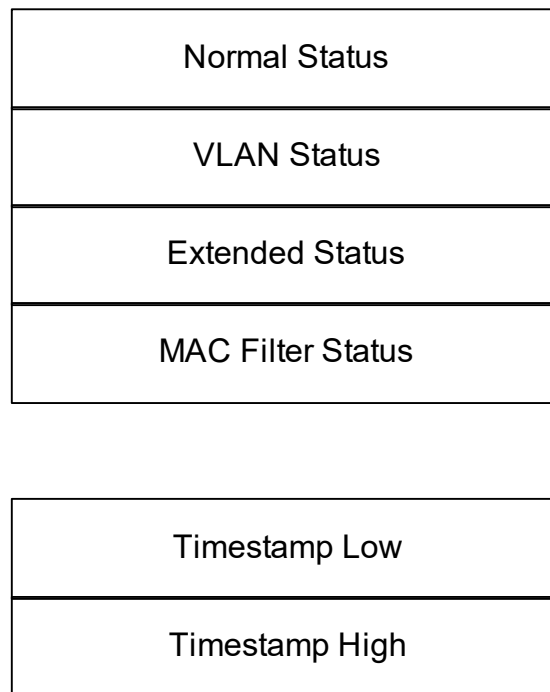 Normal Status
VLAN Status
Extended Status
MAC Filter Status
Timestamp Low
Timestamp High